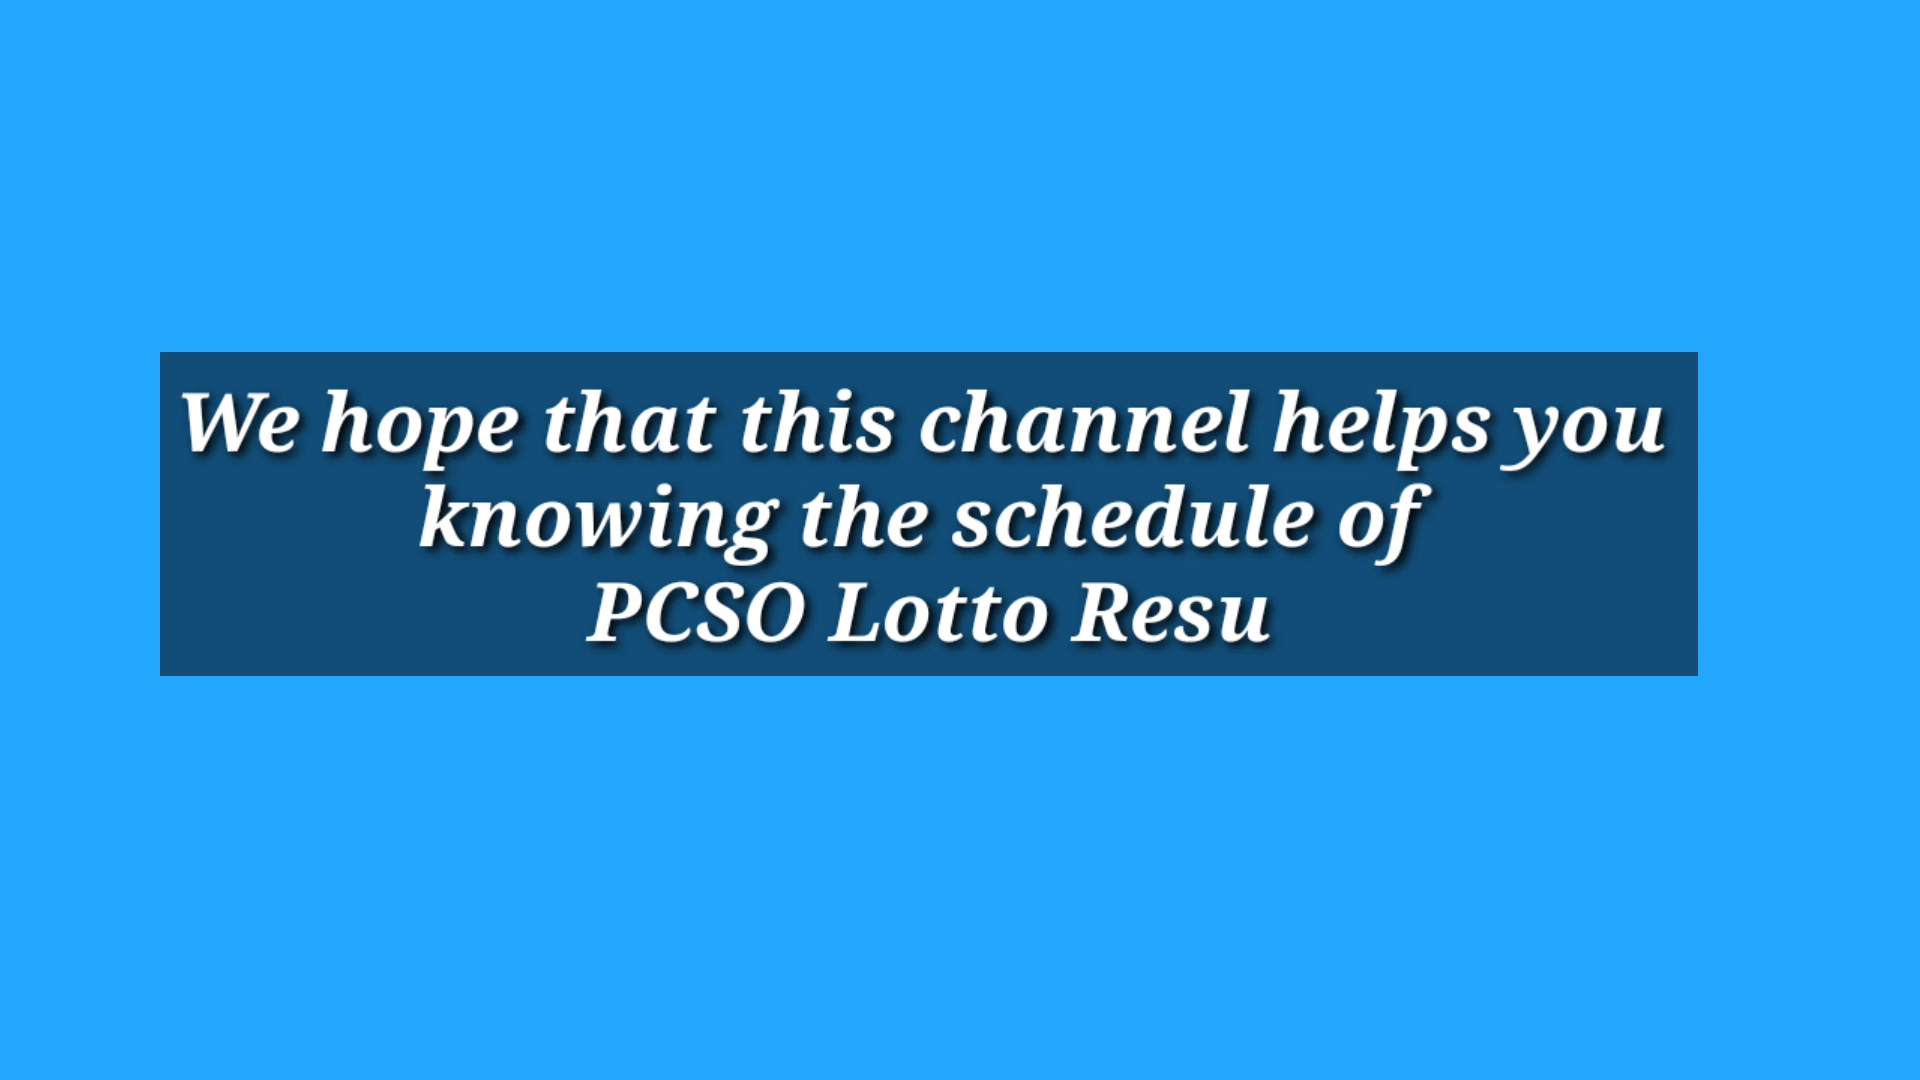 We hope that this channel helps you
knowing the schedule of
PCSO Lotto Resu